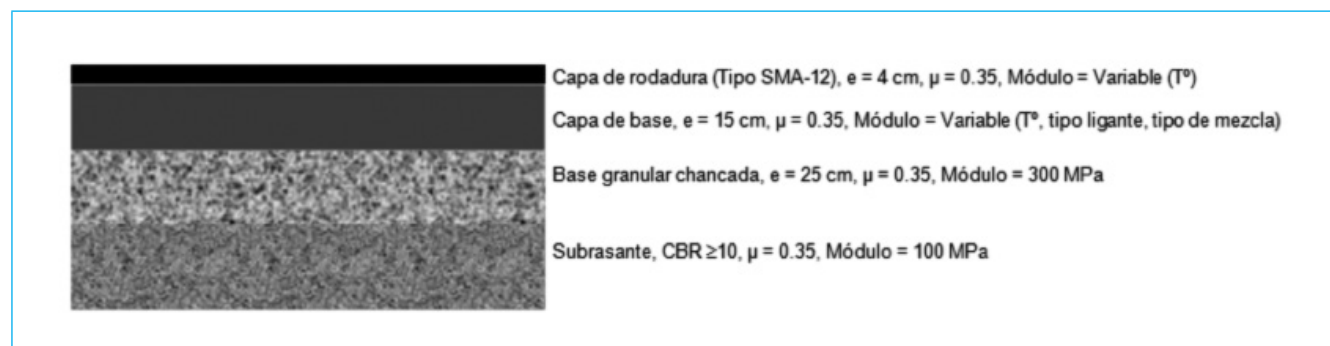 Capa de rodadura (Tipo SMA-12), e = 4 cm, μ = 0.35, Módulo = Variable (Tº)
Capa de base, e = 15 cm, μ = 0.35, Módulo = Variable (Tº, tipo ligante, tipo de mezcla)
Base granular chancada, e = 25 cm, μ = 0.35, Módulo = 300 MPa
Subrasante, CBR ≥10, μ = 0.35, Módulo = 100 MPa